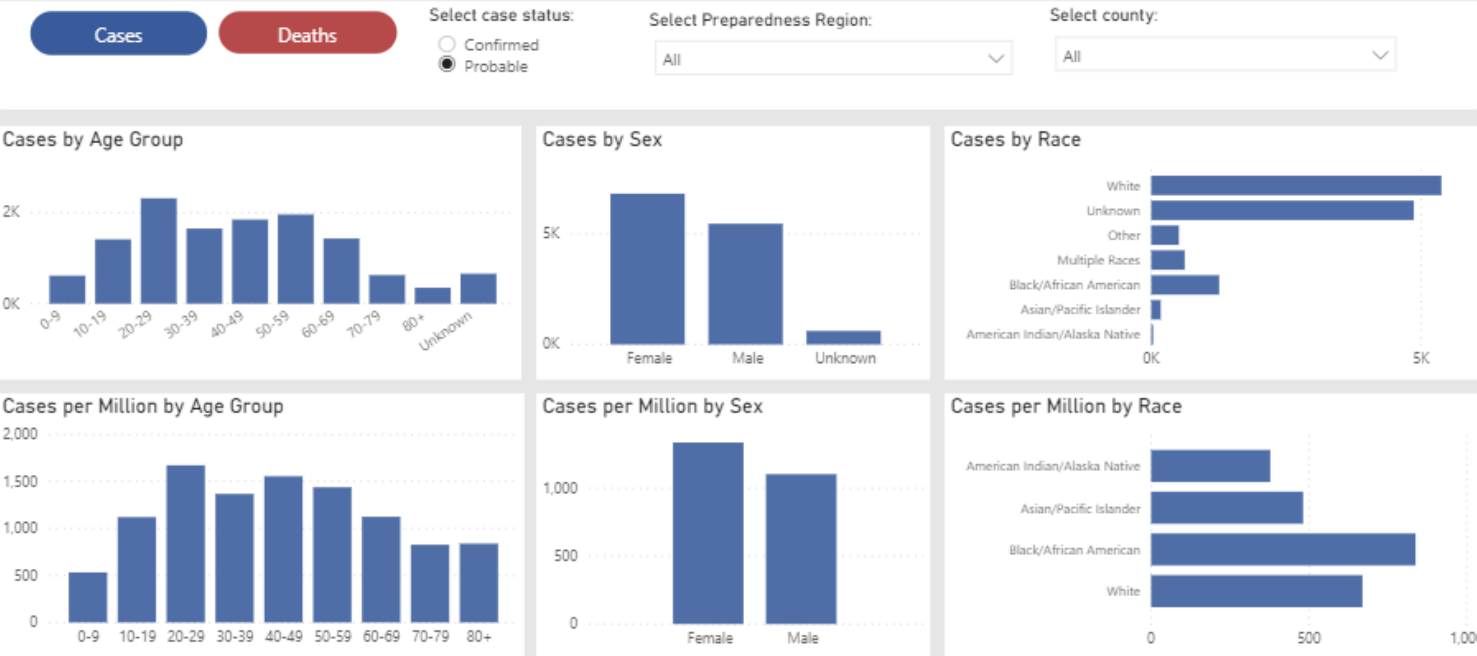 Cases
Deaths
Select case status:
Confirmed
Probable
Select Preparedness Region:
All
Select county:
All
Cases by Age Group
2K
0K
0-9
10-19
20-29
30-39
40-49
50-59
60-69
70-79
80+
Unknown
Cases by Sex
5K
0K
Female
Male
Unknown
Cases by Race
White
Unknown
Other
Multiple Races
Black/African American
Asian/Pacific Islander
American Indian/Alaska Native
0K
5K
Cases per Million by Age Group
2,000
1,500
1,000
500
0
0-9
10-19
20-29
30-39
40-49
50-59
60-69
70-79
80+
Cases per Million by Sex
1,000
500
0
Female
Male
Cases per Million by Race
American Indian/Alaska Native
Asian/Pacific Islander
Black/African American
White
0
500